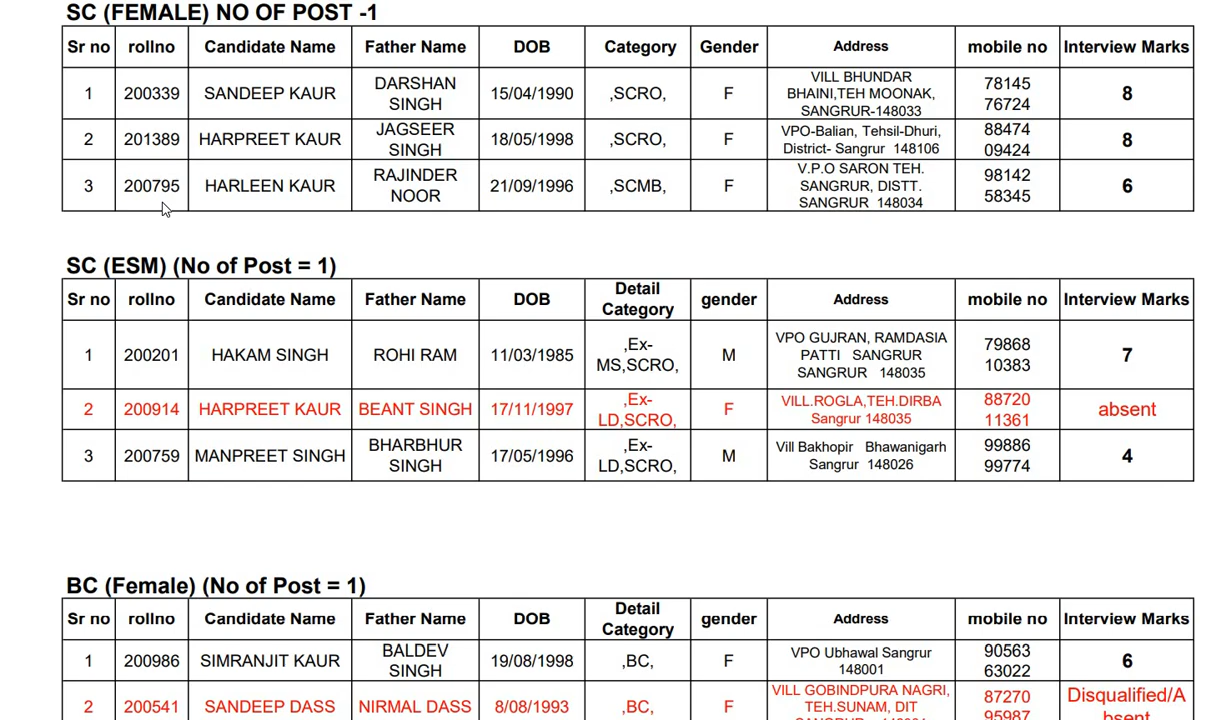 SC (FEMALE) NO OF POST -1
Sr no rollno Candidate Name Father Name DOB Category Gender Address mobile no Interview Marks
1 200339 SANDEEP KAUR DARSHAN SINGH 15/04/1990 ,SCRO, F VILL BHUNDAR BHAINI,TEH MOONAK, SANGRUR-148033 78145 76724 8
2 201389 HARPREET KAUR JAGSEER SINGH 18/05/1998 ,SCRO, F VPO-Balian, Tehsil-Dhuri, District- Sangrur 148106 88474 09424 8
3 200795 HARLEEN KAUR RAJINDER NOOR 21/09/1996 ,SCMB, F V.P.O SARON TEH. SANGRUR, DISTT. SANGRUR 148034 98142 58345 6
SC (ESM) (No of Post = 1)
Sr no rollno Candidate Name Father Name DOB Detail Category gender Address mobile no Interview Marks
1 200201 HAKAM SINGH ROHI RAM 11/03/1985 ,Ex-MS,SCRO, M VPO GUJRAN, RAMDASIA PATTI SANGRUR SANGRUR 148035 79868 10383 7
2 200914 HARPREET KAUR BEANT SINGH 17/11/1997 ,Ex-LD,SCRO, F VILL.ROGLA,TEH.DIRBA Sangrur 148035 88720 11361 absent
3 200759 MANPREET SINGH BHARBHUR SINGH 17/05/1996 ,Ex-LD,SCRO, M Vill Bakhopir Bhawanigarh Sangrur 148026 99886 99774 4
BC (Female) (No of Post = 1)
Sr no rollno Candidate Name Father Name DOB Detail Category gender Address mobile no Interview Marks
1 200986 SIMRANJIT KAUR BALDEV SINGH 19/08/1998 ,BC, F VPO Ubhawal Sangrur 148001 90563 63022 6
2 200541 SANDEEP DASS NIRMAL DASS 8/08/1993 ,BC, F VILL GOBINDPURA NAGRI, TEH.SUNAM, DIT 87270 95987 Disqualified/Absent